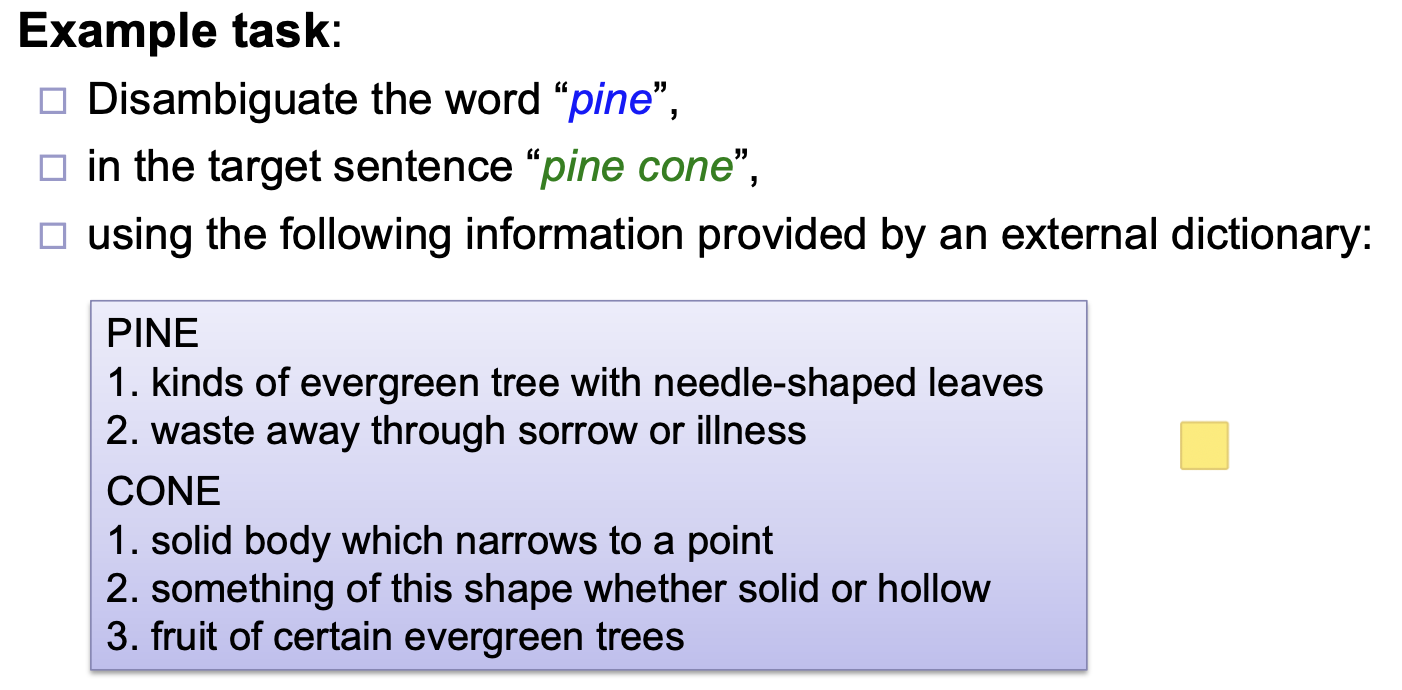 Example task:
Disambiguate the word “pine”,
in the target sentence “pine cone”,
using the following information provided by an external dictionary:
PINE
1. kinds of evergreen tree with needle-shaped leaves
2. waste away through sorrow or illness
CONE
1. solid body which narrows to a point
2. something of this shape whether solid or hollow
3. fruit of certain evergreen trees